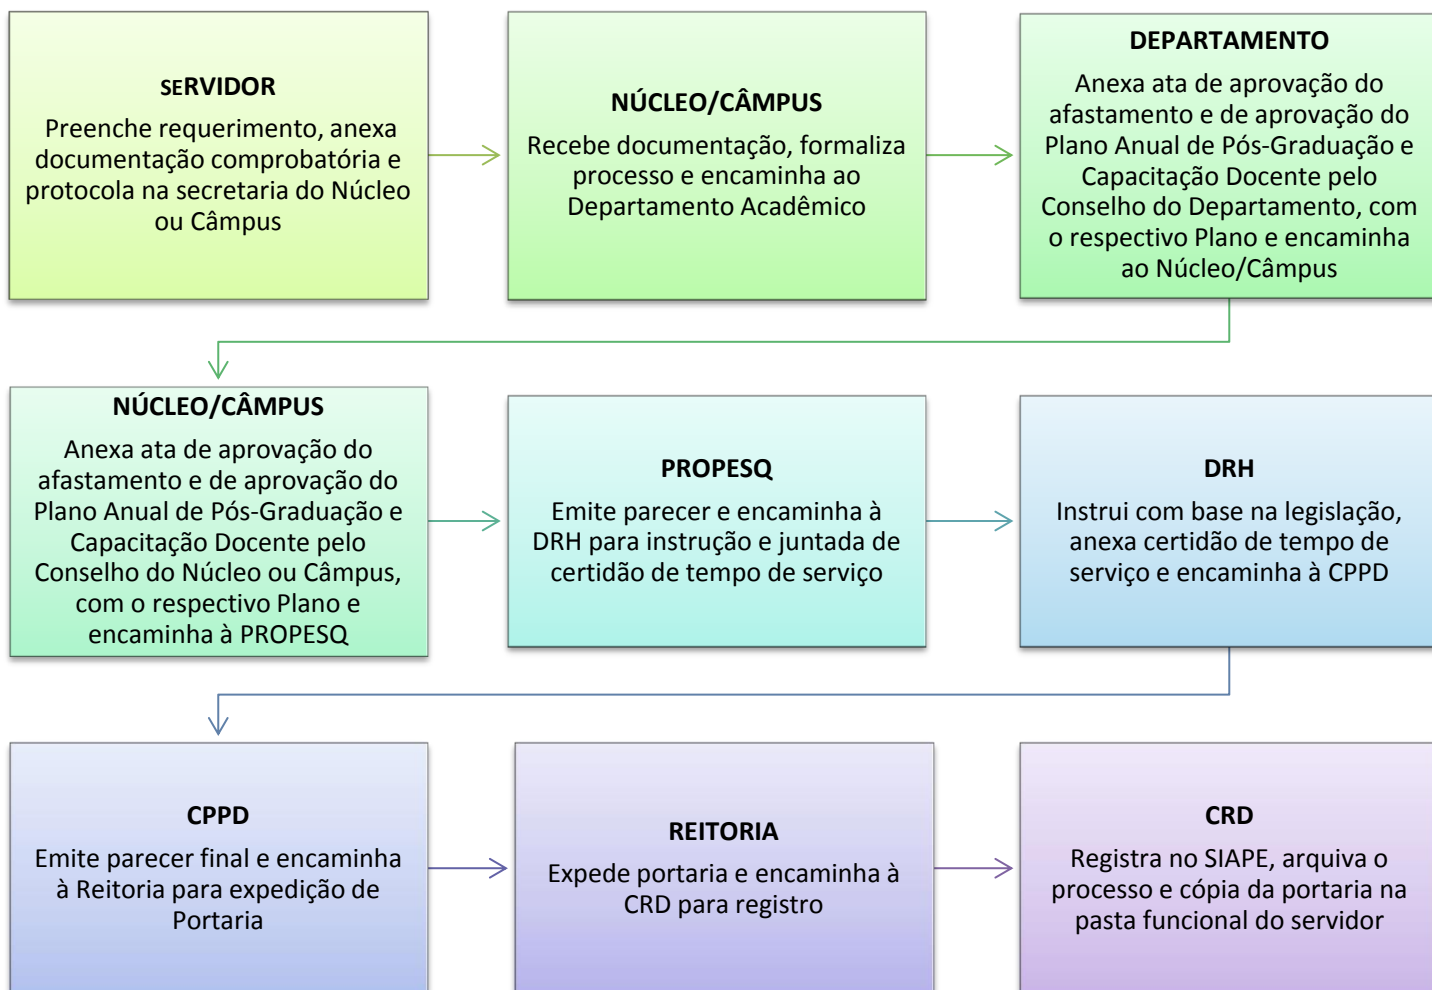 SERVIDOR
Preenche requerimento, anexa
documentação comprobatória e
protocola na secretaria do Núcleo
ou Câmpus
NÚCLEO/CÂMPUS
Recebe documentação, formaliza
processo e encaminha ao
Departamento Acadêmico
DEPARTAMENTO
Anexa ata de aprovação do
afastamento e de aprovação do
Plano Anual de Pós-Graduação e
Capacitação Docente pelo
Conselho do Departamento, com
o respectivo Plano e encaminha
ao Núcleo/Câmpus
NÚCLEO/CÂMPUS
Anexa ata de aprovação do
afastamento e de aprovação do
Plano Anual de Pós-Graduação e
Capacitação Docente pelo
Conselho do Núcleo ou Câmpus,
com o respectivo Plano e
encaminha à PROPESQ
PROPESQ
Emite parecer e encaminha à
DRH para instrução e juntada de
certidão de tempo de serviço
DRH
Instrui com base na legislação,
anexa certidão de tempo de
serviço e encaminha à CPPD
CPPD
Emite parecer final e encaminha
à Reitoria para expedição de
Portaria
REITORIA
Expede portaria e encaminha à
CRD para registro
CRD
Registra no SIAPE, arquiva o
processo e cópia da portaria na
pasta funcional do servidor